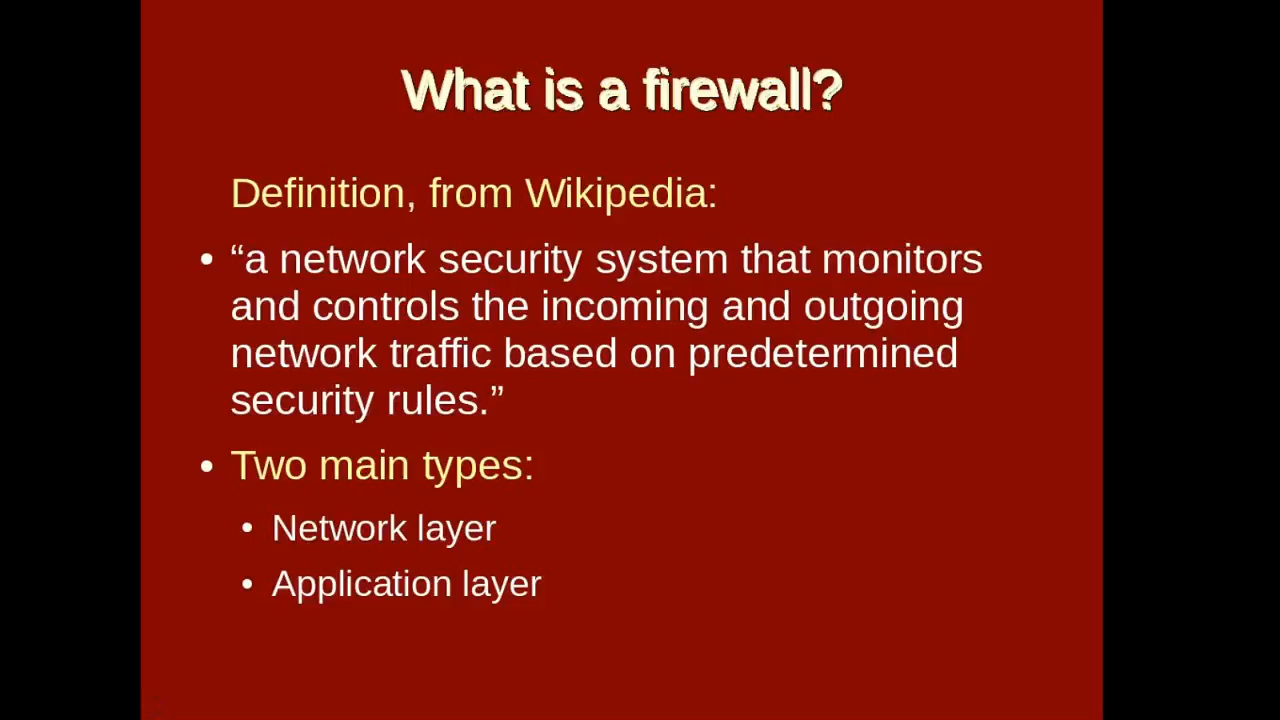 What is a firewall?
Definition, from Wikipedia:
• “a network security system that monitors
and controls the incoming and outgoing
network traffic based on predetermined
security rules.”
• Two main types:
• Network layer
• Application layer